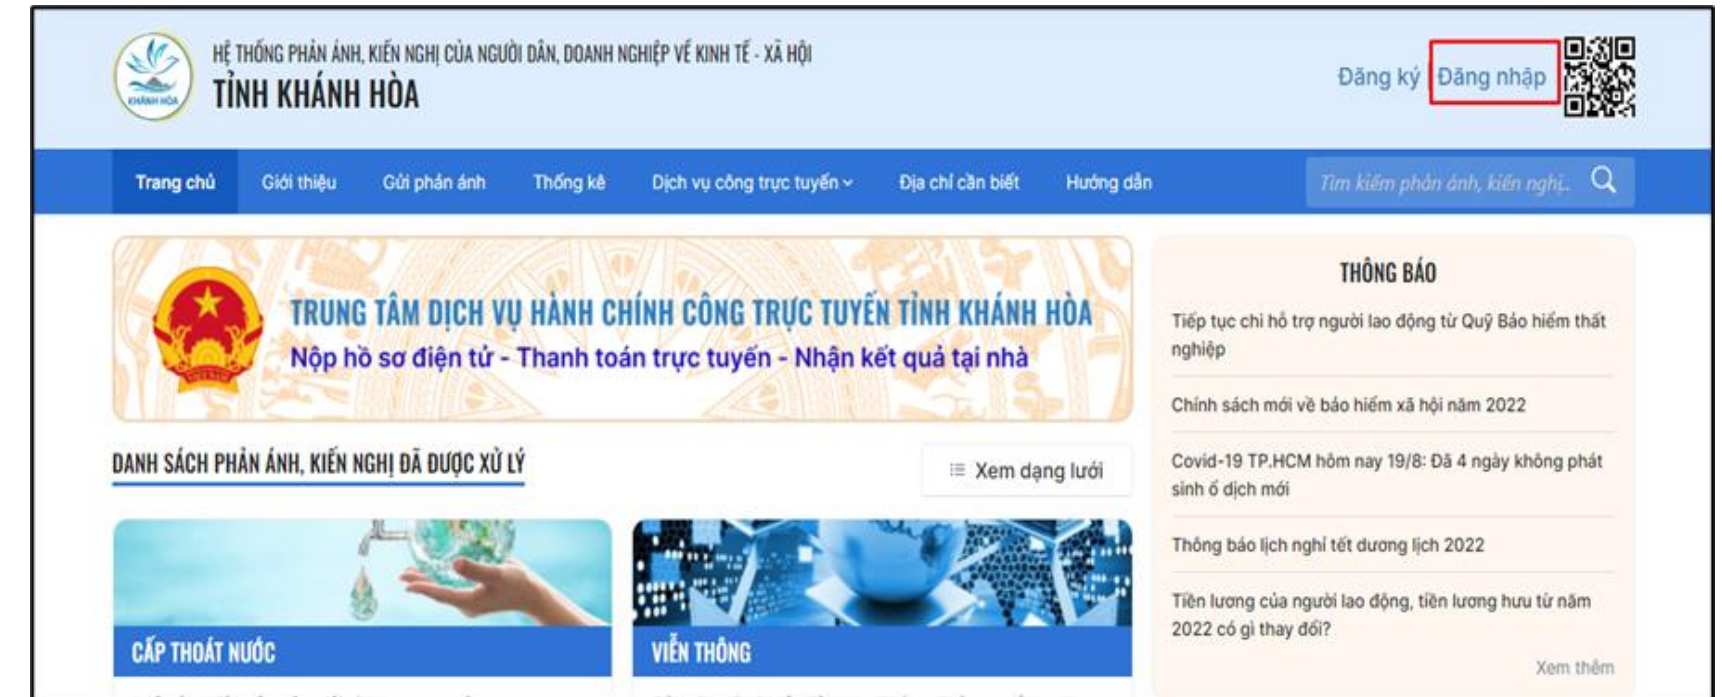 HỆ THỐNG PHẢN ÁNH, KIẾN NGHỊ CỦA NGƯỜI DÂN, DOANH NGHIỆP VỀ KINH TẾ - XÃ HỘI
TỈNH KHÁNH HÒA
KHÁNH HÒA
Đăng ký | Đăng nhập
Trang chủ Giới thiệu Gửi phản ánh Thống kê Dịch vụ công trực tuyến Địa chỉ cần biết Hướng dẫn
Tìm kiếm phản ánh, kiến nghị..
TRUNG TÂM DỊCH VỤ HÀNH CHÍNH CÔNG TRỰC TUYẾN TỈNH KHÁNH HÒA
Nộp hồ sơ điện tử - Thanh toán trực tuyến - Nhận kết quả tại nhà
DANH SÁCH PHẢN ÁNH, KIẾN NGHỊ ĐÃ ĐƯỢC XỬ LÝ
Xem dạng lưới
CẤP THOÁT NƯỚC
VIỄN THÔNG
THÔNG BÁO
Tiếp tục chi hỗ trợ người lao động từ Quỹ Bảo hiểm thất
nghiệp
Chính sách mới về bảo hiểm xã hội năm 2022
Covid-19 TP.HCM hôm nay 19/8: Đã 4 ngày không phát
sinh ổ dịch mới
Thông báo lịch nghỉ tết dương lịch 2022
Tiền lương của người lao động, tiền lương hưu từ năm
2022 có gì thay đổi?
Xem thêm